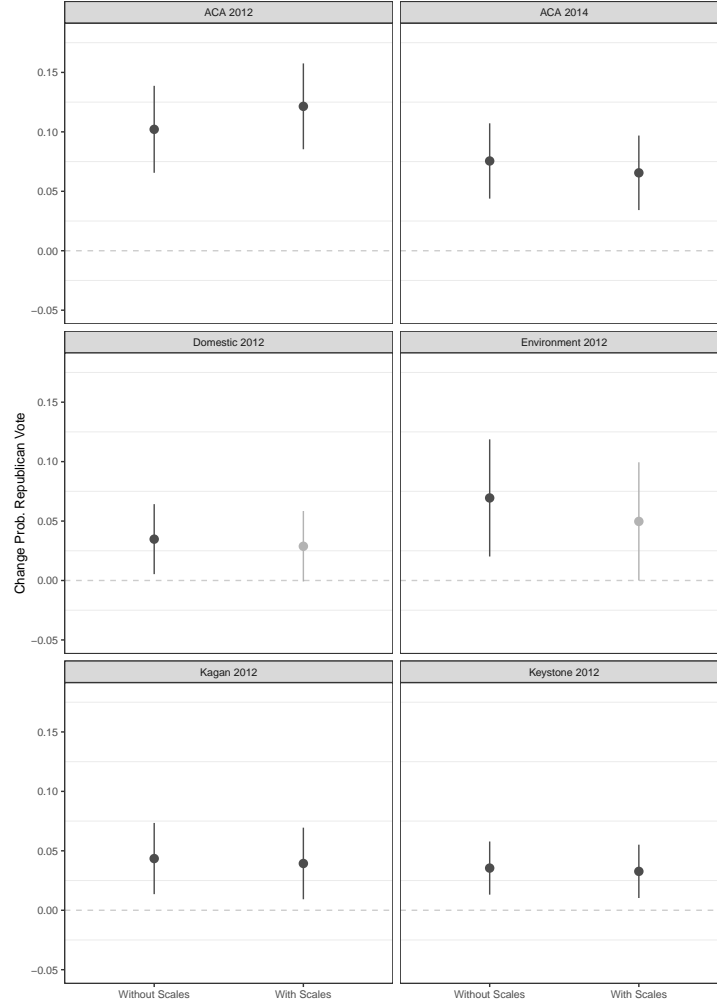 ACA 2012
ACA 2014
0.15
0.10
0.05
0.00
−0.05
Domestic 2012
Environment 2012
Change Prob. Republican Vote
0.15
0.10
0.05
0.00
−0.05
Kagan 2012
Keystone 2012
0.15
0.10
0.05
0.00
−0.05
Without Scales
With Scales
Without Scales
With Scales